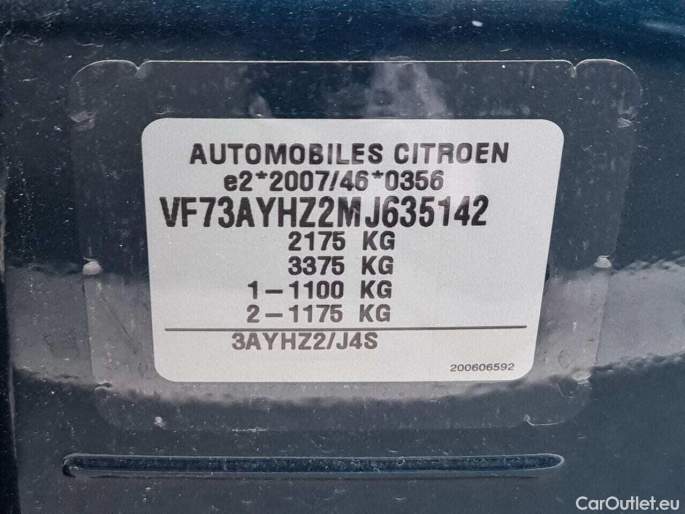 AUTOMOBILES CITROEN
e2*2007/46*0356
VF73AYHZ2MJ635142
2175 KG
3375 KG
1-1100 KG
2-1175 KG
3AYHZ2/J4S
200606592
CarOutlet.eu